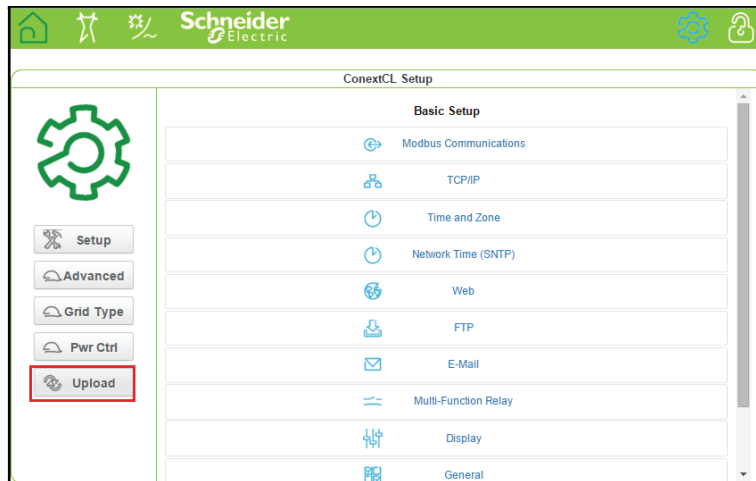 Schneider
Electric
ConextCL Setup
Basic Setup
Modbus Communications
TCP/IP
Time and Zone
Setup
Network Time (SNTP)
Advanced
Web
Grid Type
FTP
Pwr Ctrl
E-Mail
Upload
Multi-Function Relay
Display
General